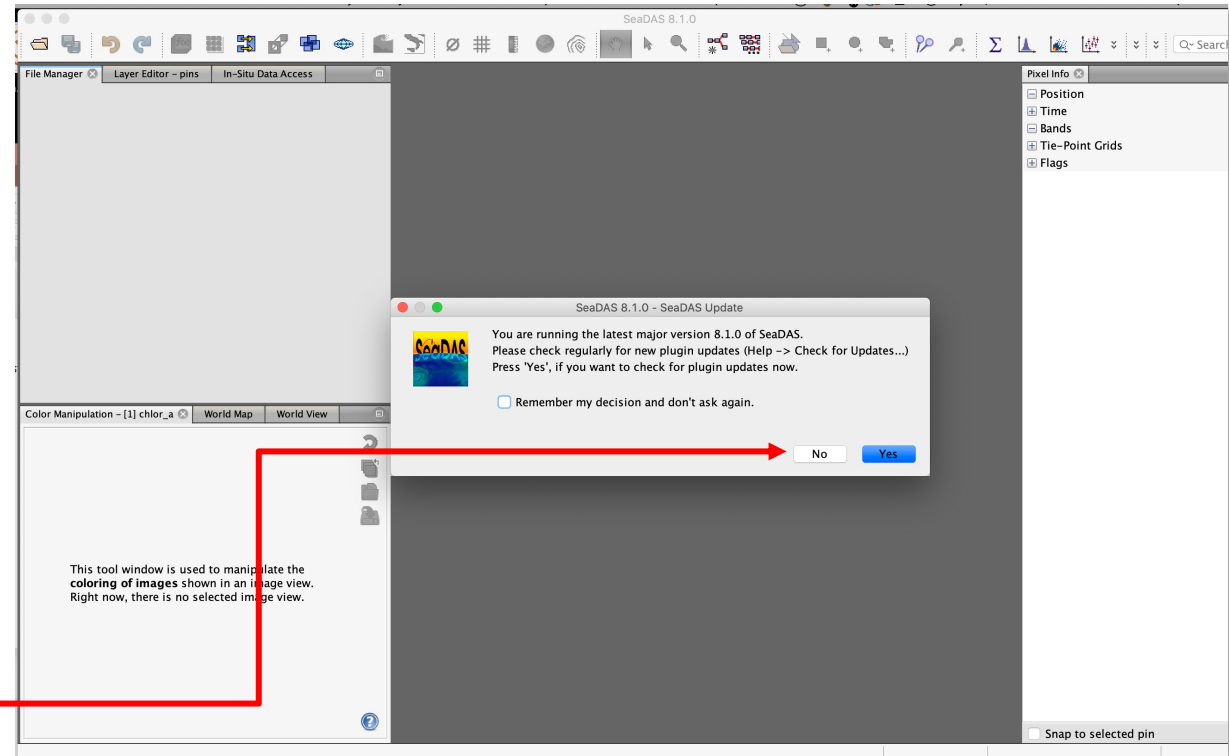 SeaDAS 8.1.0
Search
File Manager
Layer Editor – pins
In-Situ Data Access
Pixel Info
Position
Time
Bands
Tie-Point Grids
Flags
SeaDAS 8.1.0 - SeaDAS Update
SeaDAS
You are running the latest major version 8.1.0 of SeaDAS.
Please check regularly for new plugin updates (Help -> Check for Updates...)
Press 'Yes', if you want to check for plugin updates now.
Remember my decision and don't ask again.
No
Yes
Color Manipulation – [1] chlor_a
World Map
World View
This tool window is used to manipulate the
coloring of images shown in an image view.
Right now, there is no selected image view.
Snap to selected pin